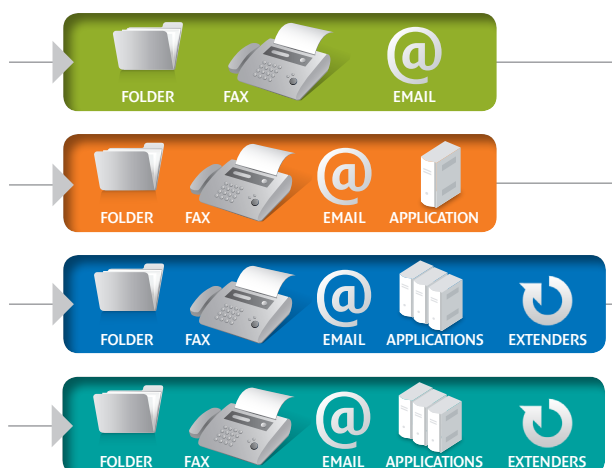 FOLDER FAX EMAIL
FOLDER FAX EMAIL APPLICATION
FOLDER FAX EMAIL APPLICATIONS EXTENDERS
FOLDER FAX EMAIL APPLICATIONS EXTENDERS